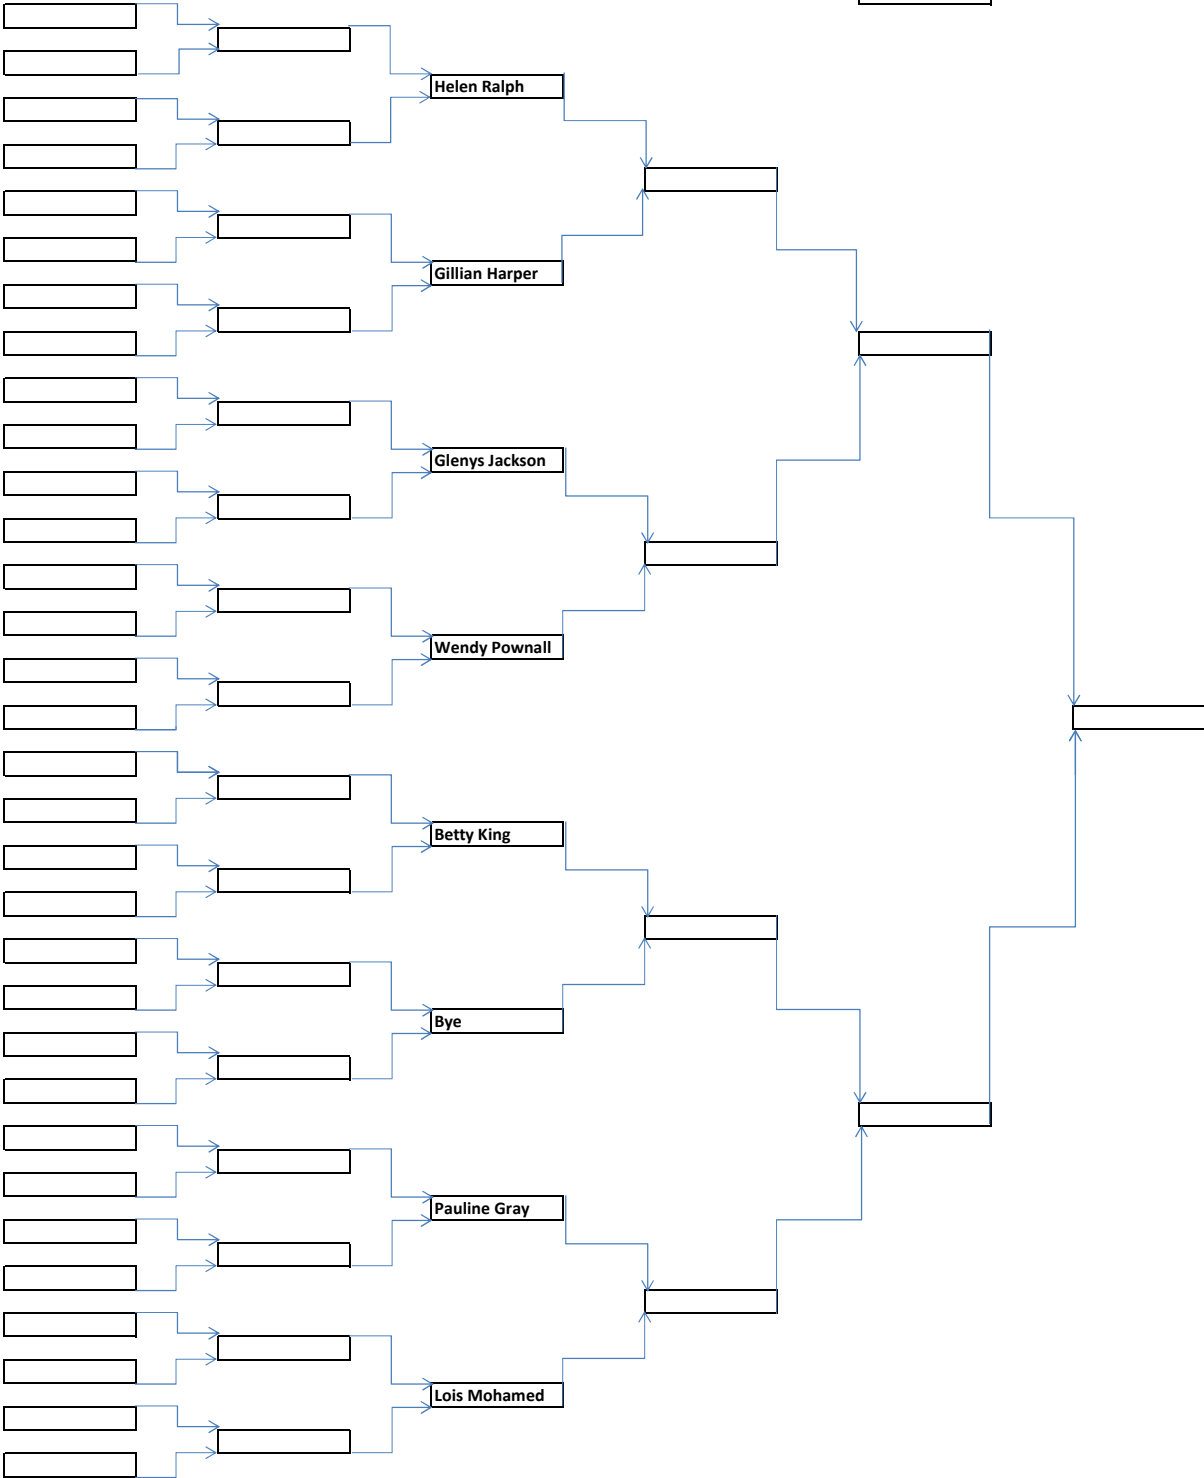 Helen Ralph
Gillian Harper
Glenys Jackson
Wendy Pownall
Betty King
Bye
Pauline Gray
Lois Mohamed